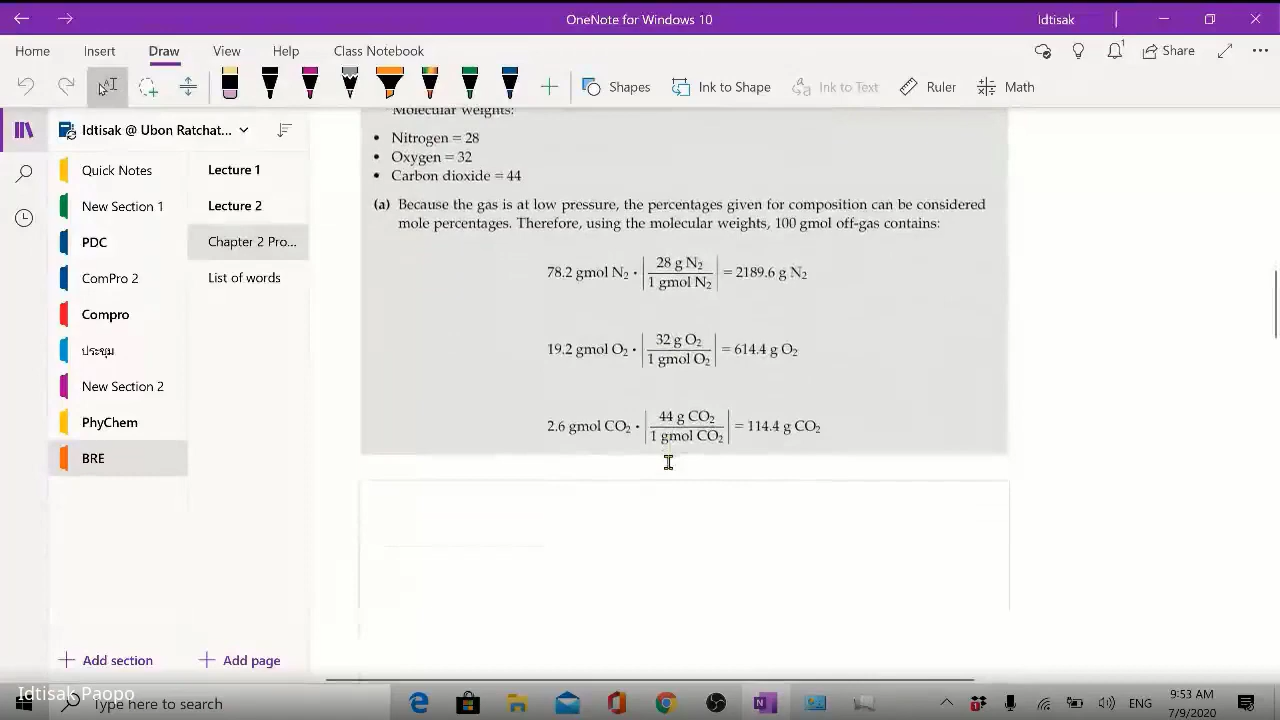 OneNote for Windows 10
Idtisak
Home Insert Draw View Help Class Notebook
Share
Shapes Ink to Shape Ink to Text Ruler Math
Idtisak @ Ubon Ratchat...
Quick Notes
New Section 1
PDC
ComPro 2
Compro
ประชุม
New Section 2
PhyChem
BRE
Add section
Lecture 1
Lecture 2
Chapter 2 Pro...
List of words
Add page
Molecular weights:
• Nitrogen = 28
• Oxygen = 32
• Carbon dioxide = 44
(a) Because the gas is at low pressure, the percentages given for composition can be considered
mole percentages. Therefore, using the molecular weights, 100 gmol off-gas contains:
78.2 gmol N₂ · | 28 g N₂ / 1 gmol N₂ | = 2189.6 g N₂
19.2 gmol O₂ · | 32 g O₂ / 1 gmol O₂ | = 614.4 g O₂
2.6 gmol CO₂ · | 44 g CO₂ / 1 gmol CO₂ | = 114.4 g CO₂
Idtisak Paopo
Type here to search
1
ENG
9:53 AM
7/9/2020